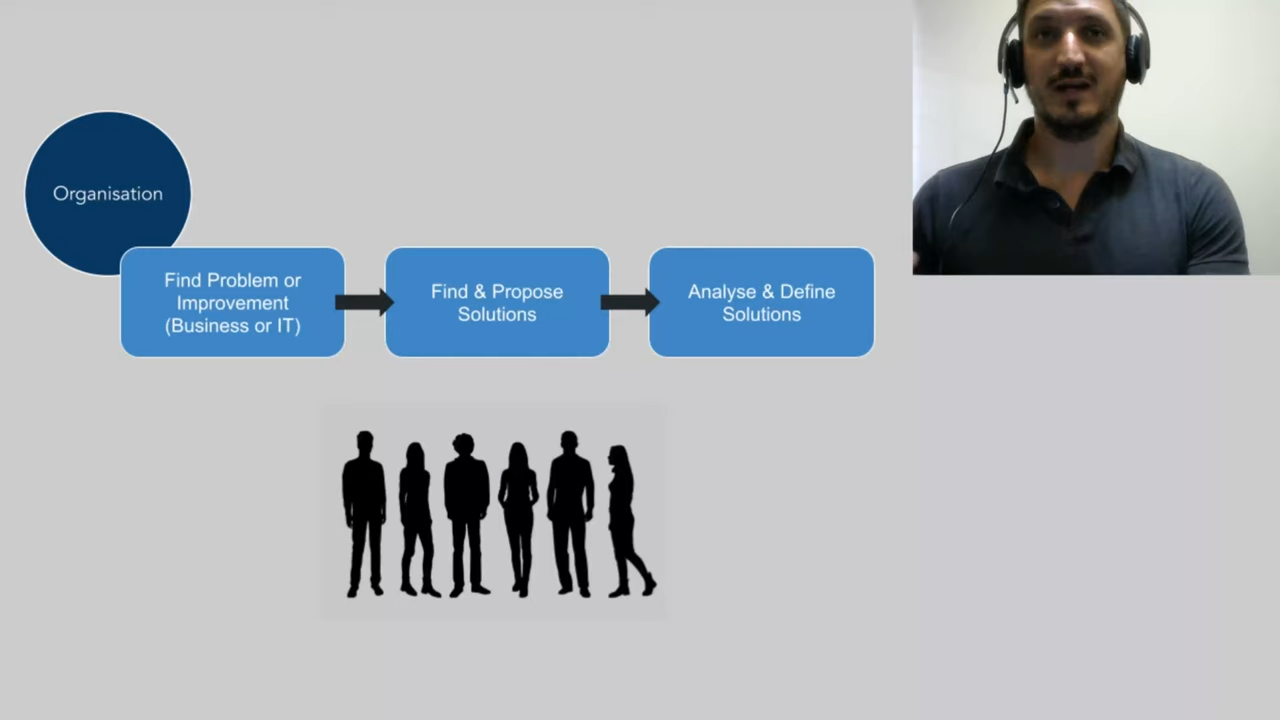 Organisation
Find Problem or
Improvement
(Business or IT)
Find & Propose
Solutions
Analyse & Define
Solutions